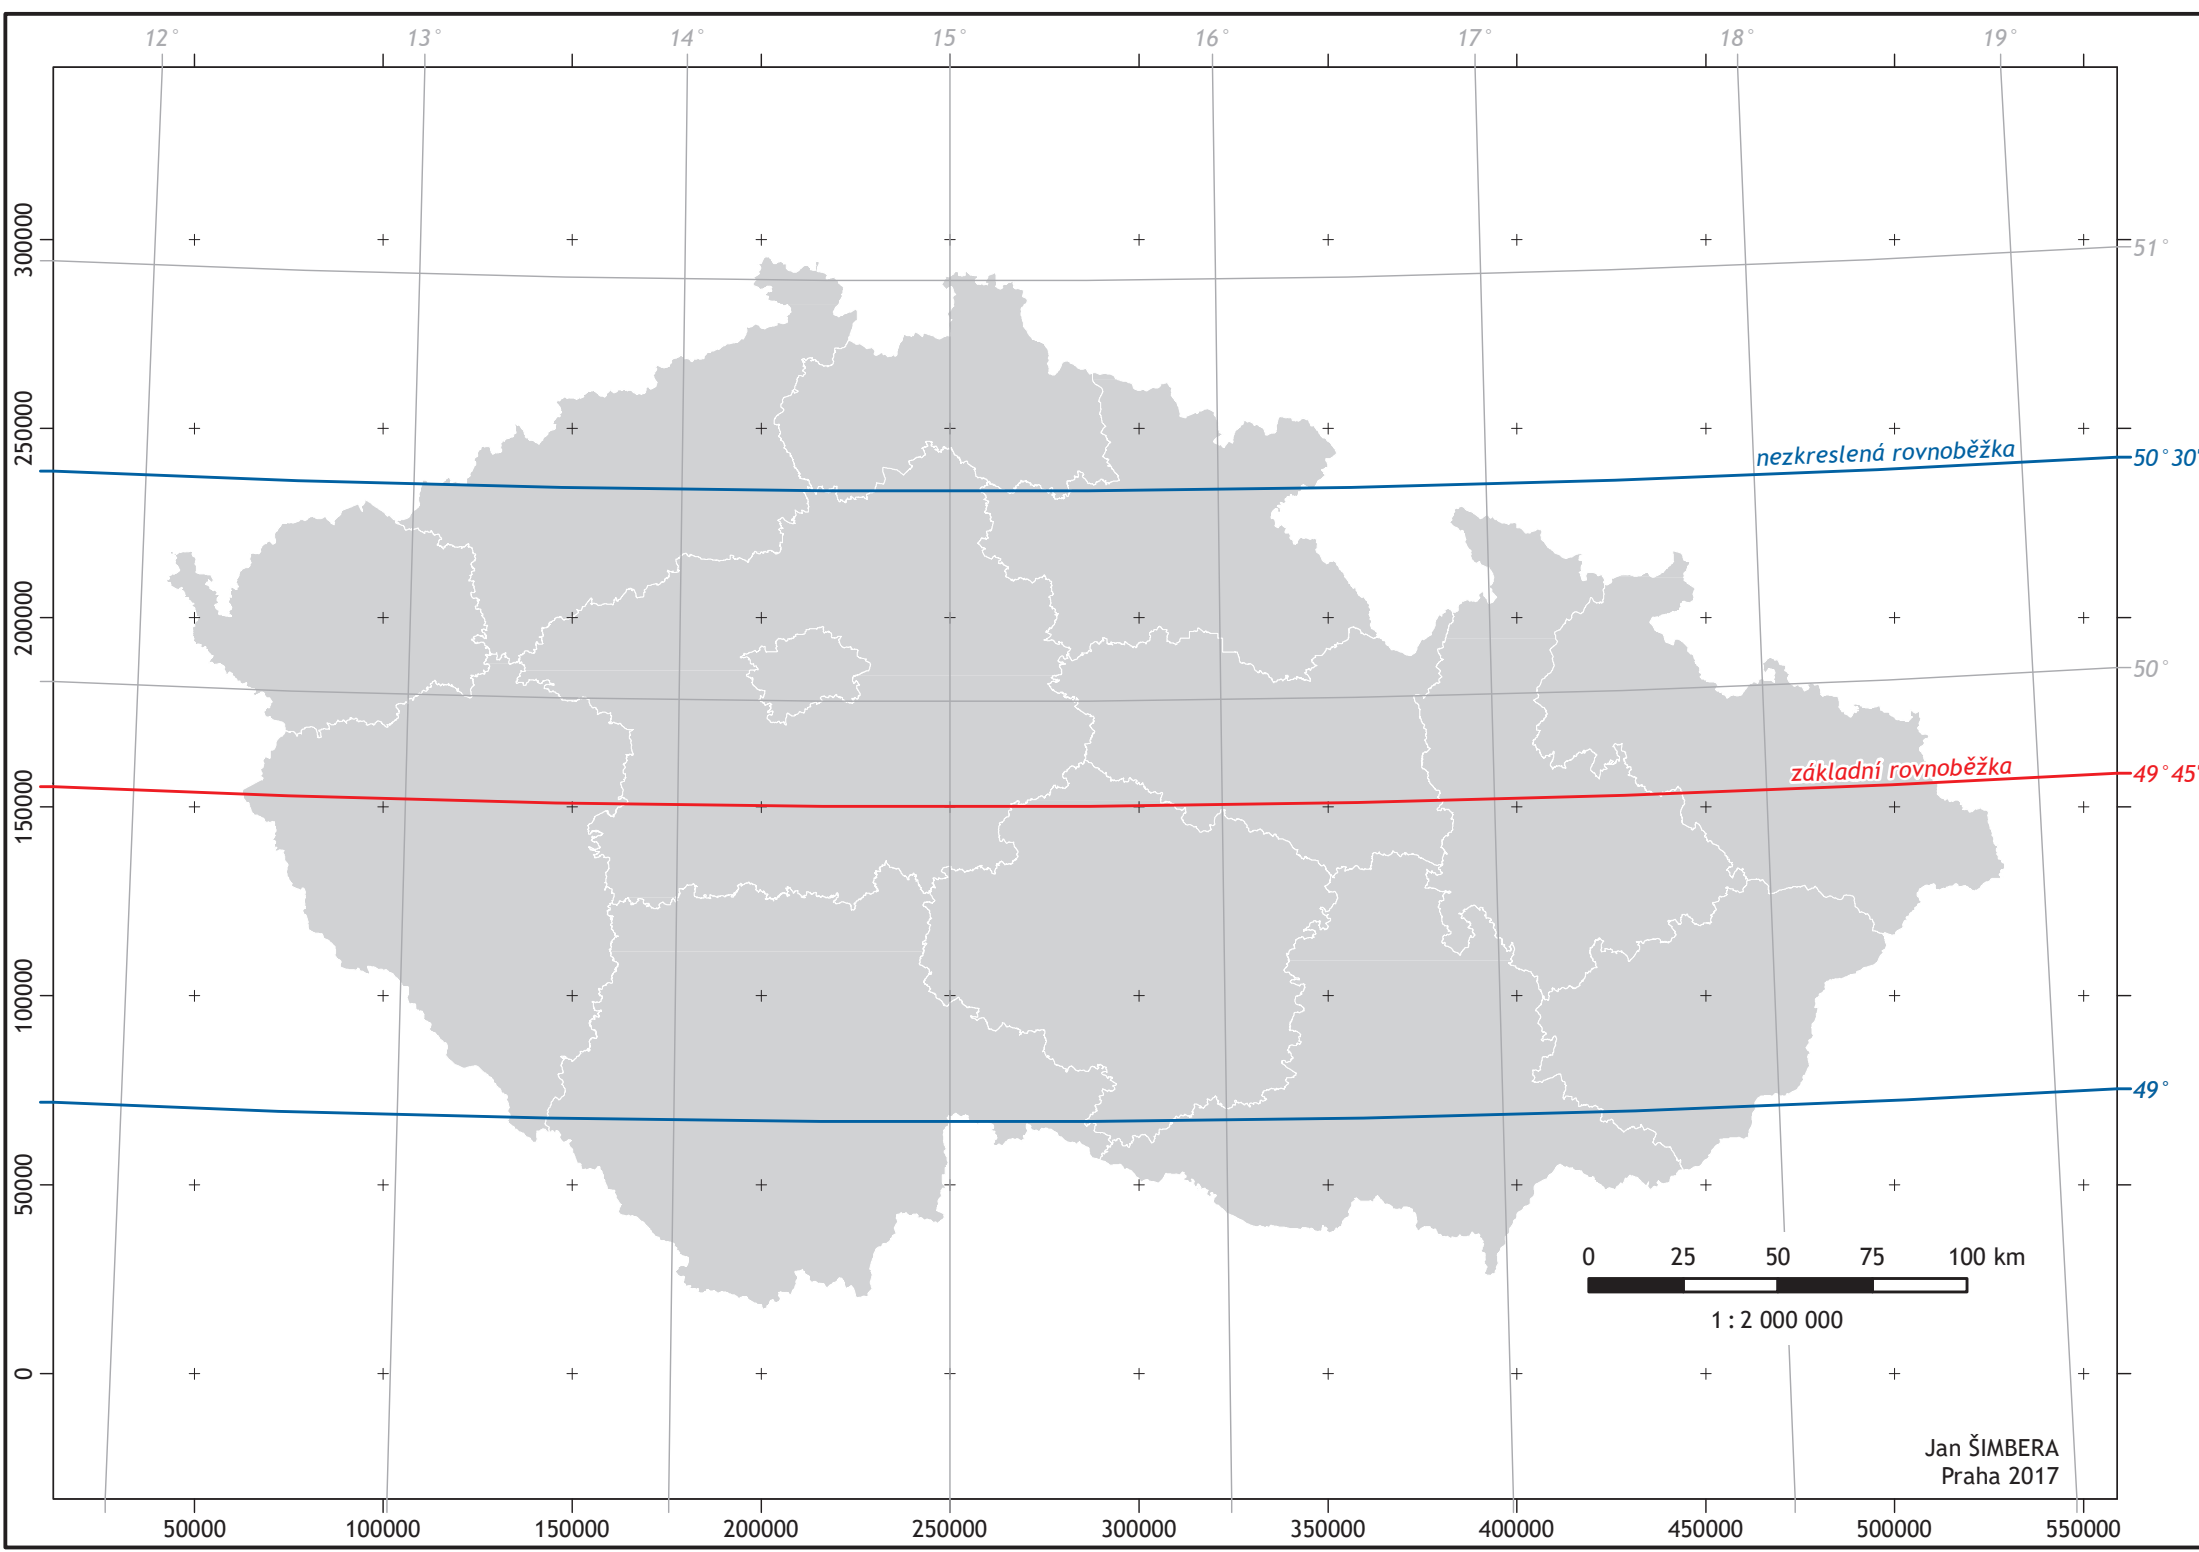 12° 13° 14° 15° 16° 17° 18° 19°
300000
51°
250000
nezkreslená rovnoběžka
50°30'
200000
50°
základní rovnoběžka
49°45'
150000
100000
49°
50000
0 25 50 75 100 km
1 : 2 000 000
0
Jan ŠIMBERA
Praha 2017
50000 100000 150000 200000 250000 300000 350000 400000 450000 500000 550000